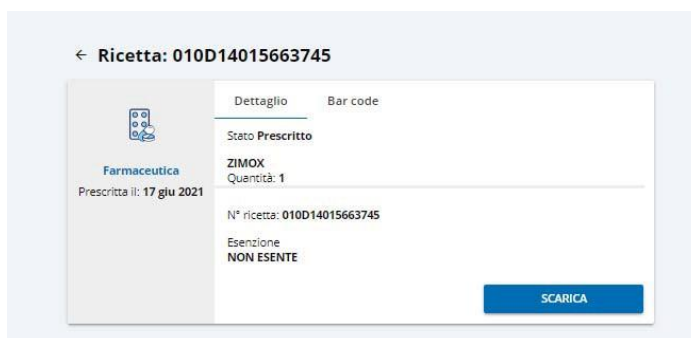 ← Ricetta: 010D14015663745
Dettaglio Bar code
Stato Prescritto
Farmaceutica
Prescritta il: 17 giu 2021
ZIMOX
Quantità: 1
N° ricetta: 010D14015663745
Esenzione
NON ESENTE
SCARICA